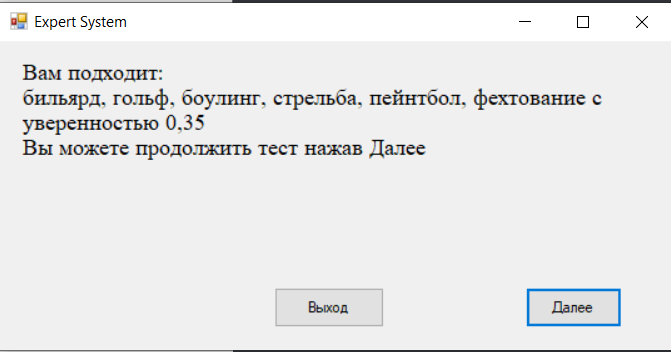 Expert System
Вам подходит:
бильярд, гольф, боулинг, стрельба, пейнтбол, фехтование с
уверенностью 0,35
Вы можете продолжить тест нажав Далее
Выход
Далее